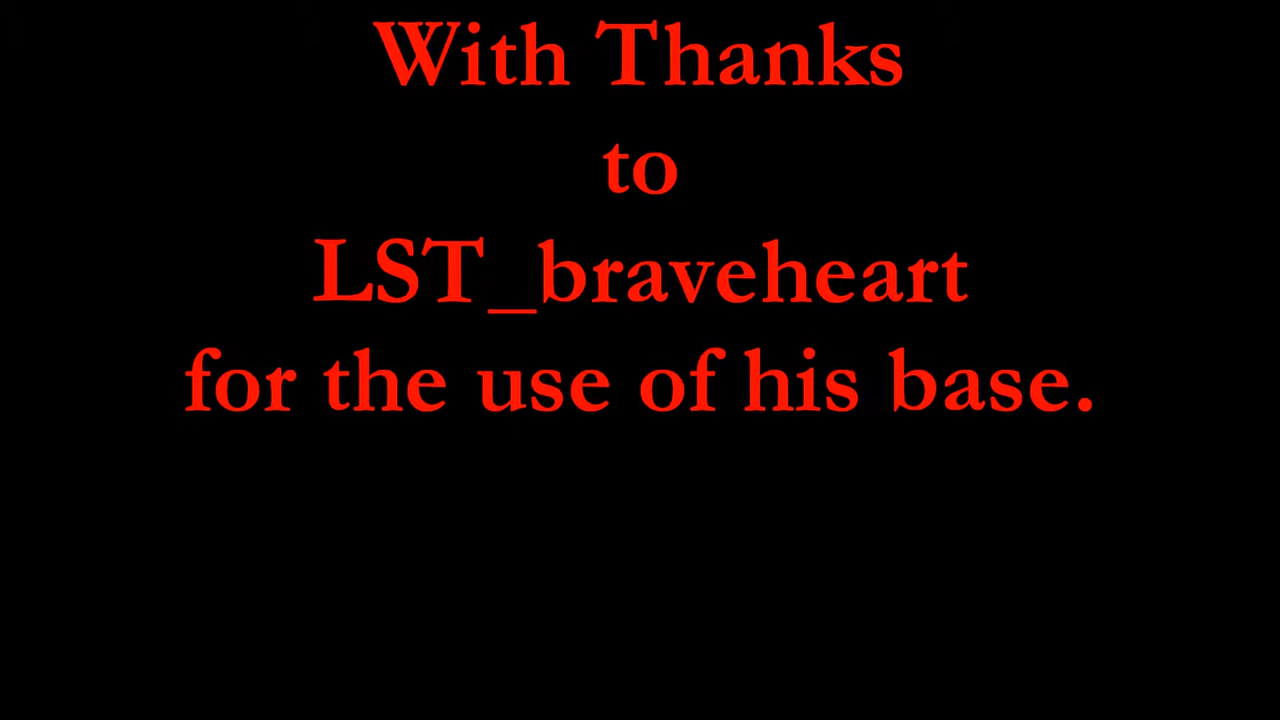 With Thanks
to
LST_braveheart
for the use of his base.